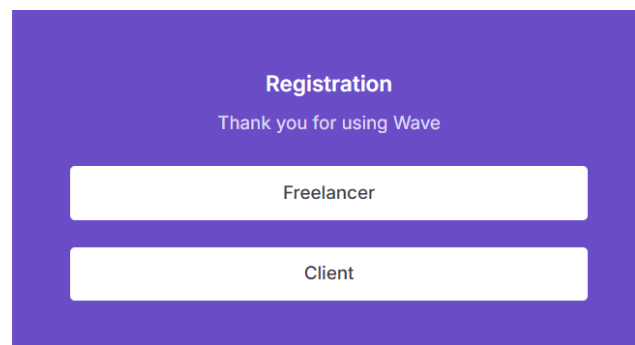 Registration
Thank you for using Wave
Freelancer
Client